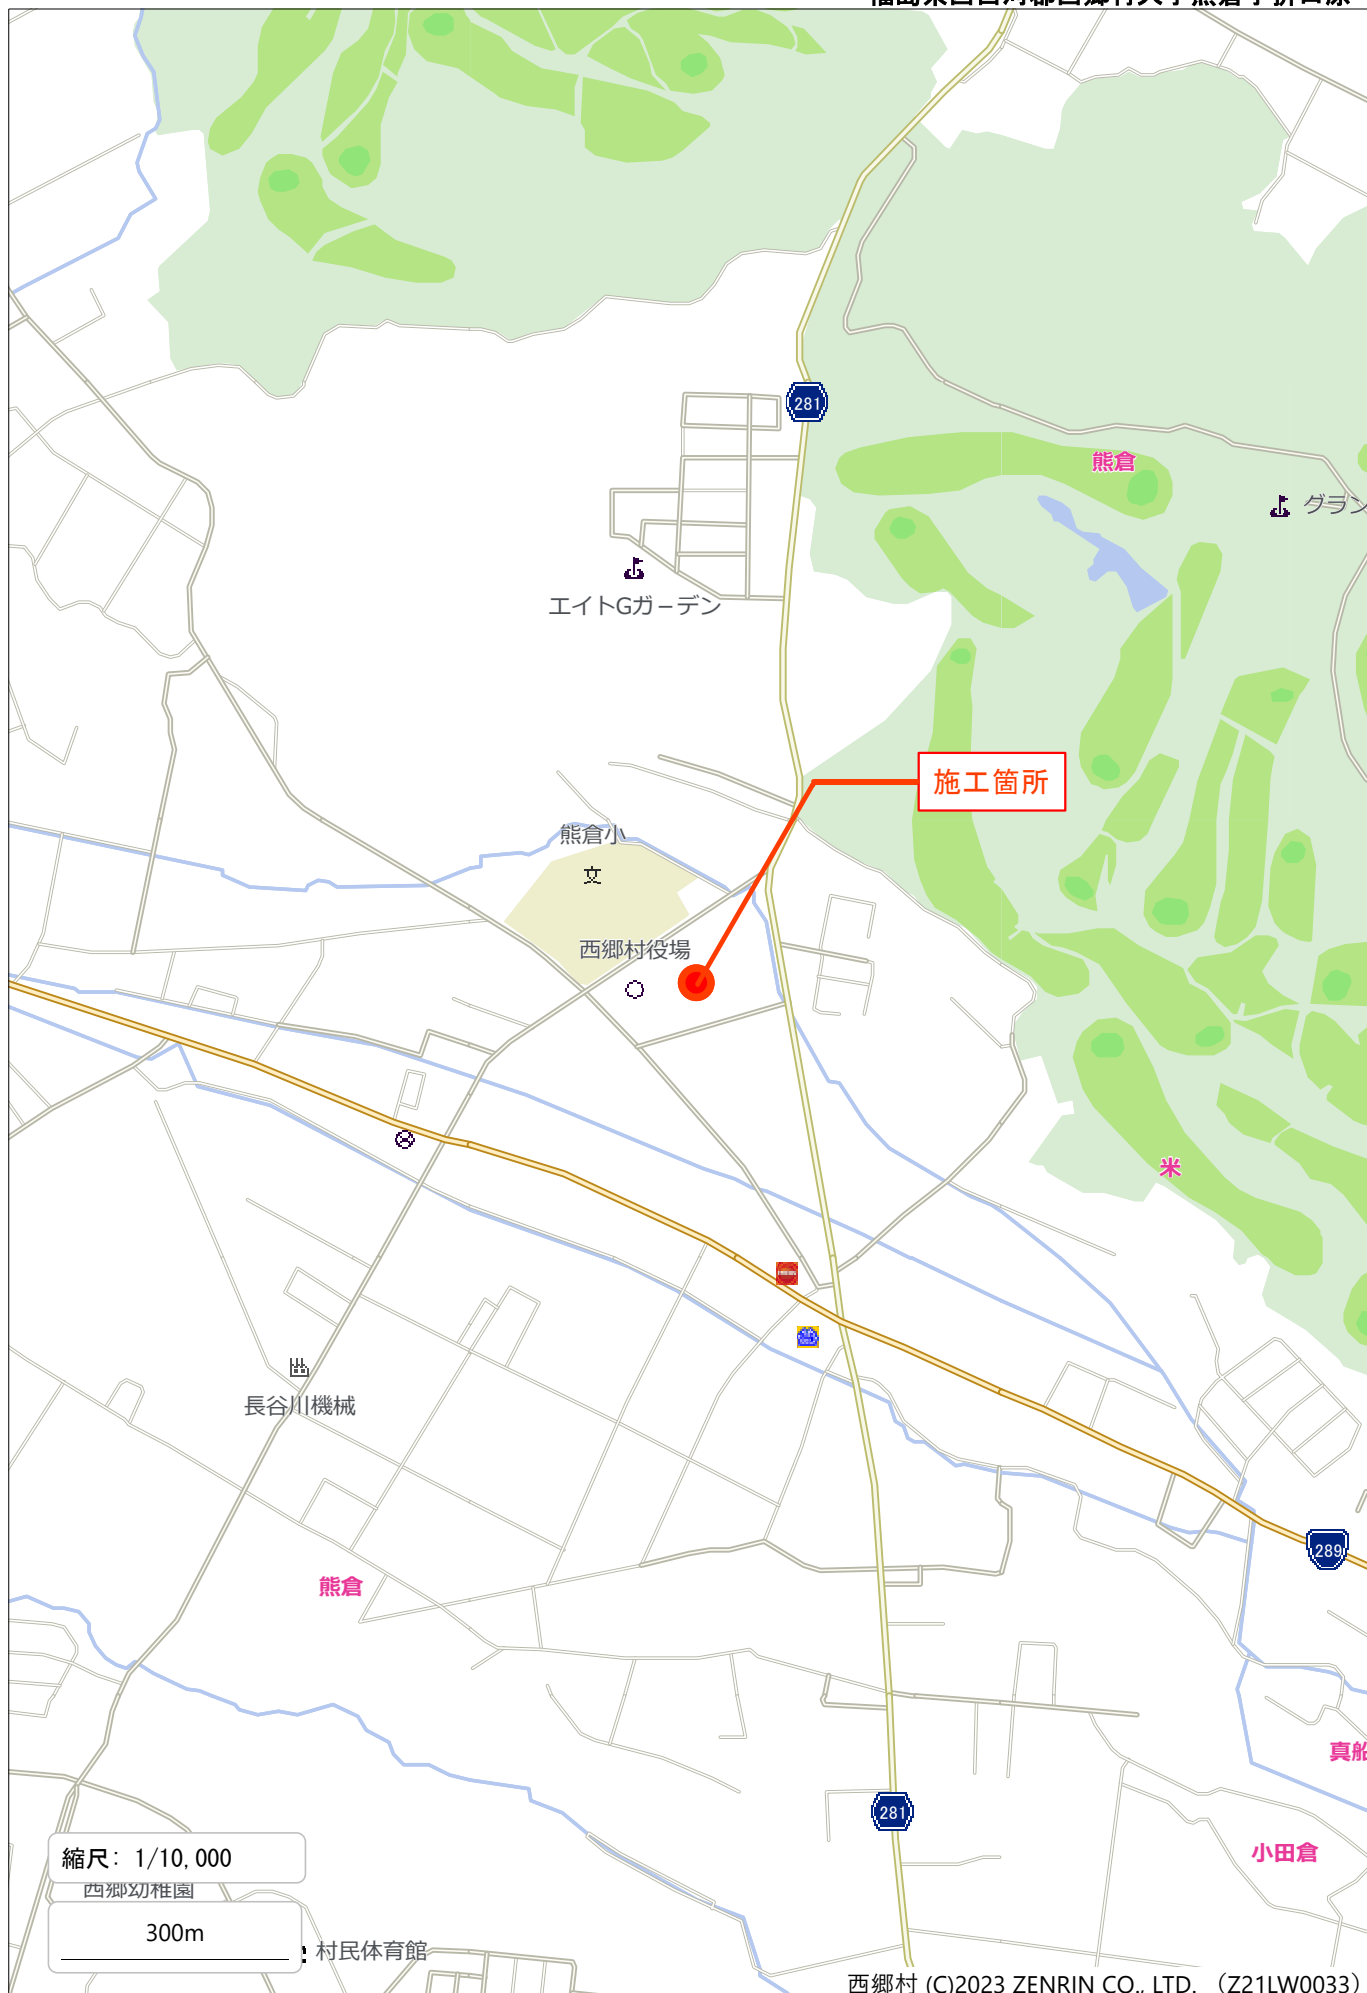 281
熊倉
グラン
エイトGガーデン
施工箇所
熊倉小
文
西郷村役場
米
長谷川機械
289
熊倉
真船
281
小田倉
縮尺: 1/10,000
西郷幼稚園
300m
村民体育館
西郷村 (C)2023 ZENRIN CO., LTD. (Z21LW0033)